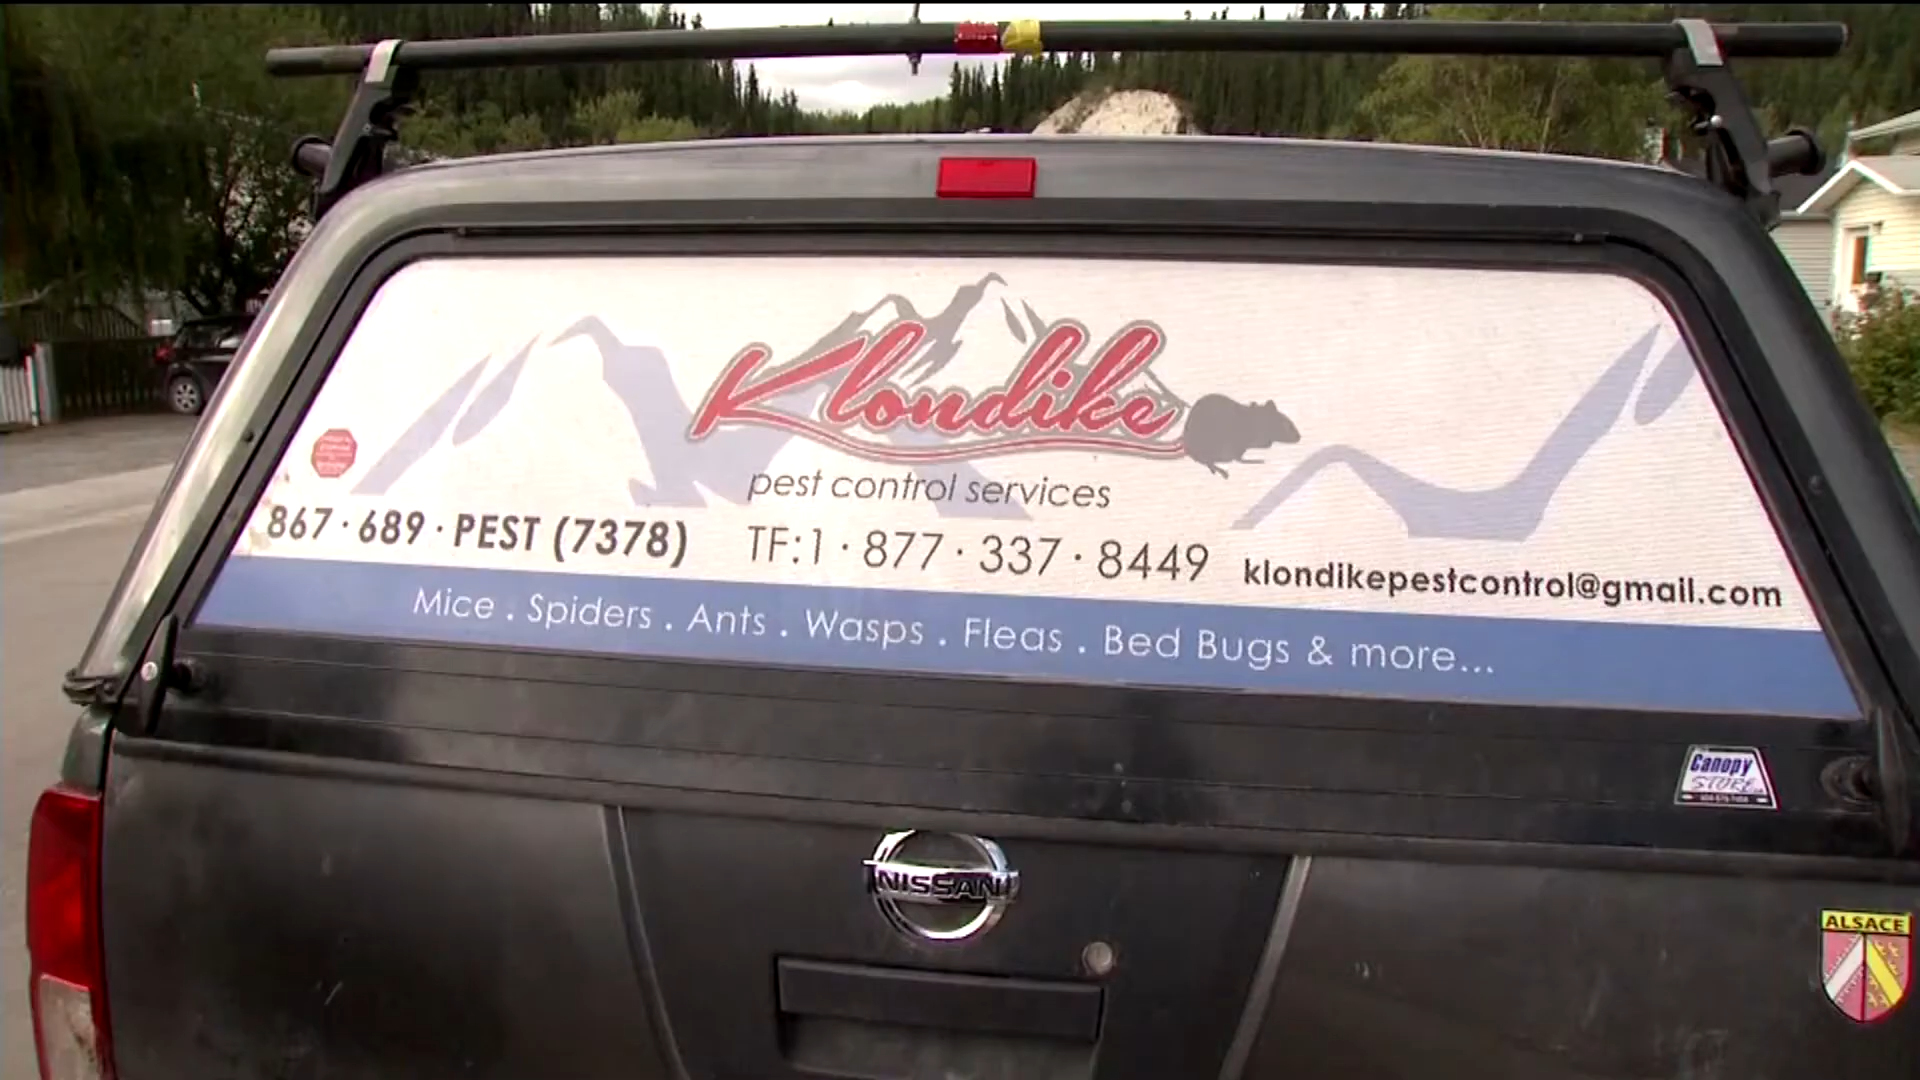 Klondike
pest control services
867 · 689 · PEST (7378)
TF:1 · 877 · 337 · 8449
klondikepestcontrol@gmail.com
Mice . Spiders . Ants . Wasps . Fleas . Bed Bugs & more...
Canopy
STORE
NISSAN
ALSACE